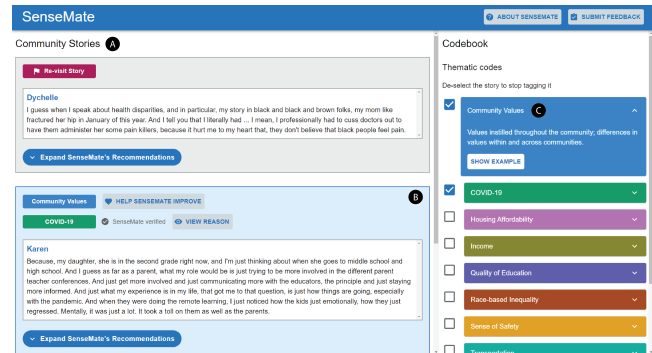 SenseMate
ABOUT SENSEMATE
SUBMIT FEEDBACK
Community Stories A
Re-visit Story
Dychelle
I guess when I speak about health disparities, and in particular, my story in black and black and brown folks, my mom like
fractured her hip in January of this year. And I tell you that I literally had ... I mean, I professionally had to cuss doctors out to
have them administer her some pain killers, because it hurt me to my heart that, they don't believe that black people feel pain.
Expand SenseMate's Recommendations
B
Community Values
HELP SENSEMATE IMPROVE
COVID-19
SenseMate verified
VIEW REASON
Karen
Because, my daughter, she is in the second grade right now, and I'm just thinking about when she goes to middle school and
high school. And I guess as far as a parent, what my role would be is just trying to be more involved in the different parent
teacher conferences. And just get more involved and just communicating more with the educators, the principle and just staying
more informed. And just what my experience is in my life, that got me to that question, is just how things are going, especially
with the pandemic. And when they were doing the remote learning, I just noticed how the kids just emotionally, how they just
regressed. Mentally, it was just a lot. It took a toll on them as well as the parents.
Expand SenseMate's Recommendations
Codebook
Thematic codes
De-select the story to stop tagging it
Community Values C
Values instilled throughout the community; differences in
values within and across communities.
SHOW EXAMPLE
COVID-19
Housing Affordability
Income
Quality of Education
Race-based Inequality
Sense of Safety
Transportation